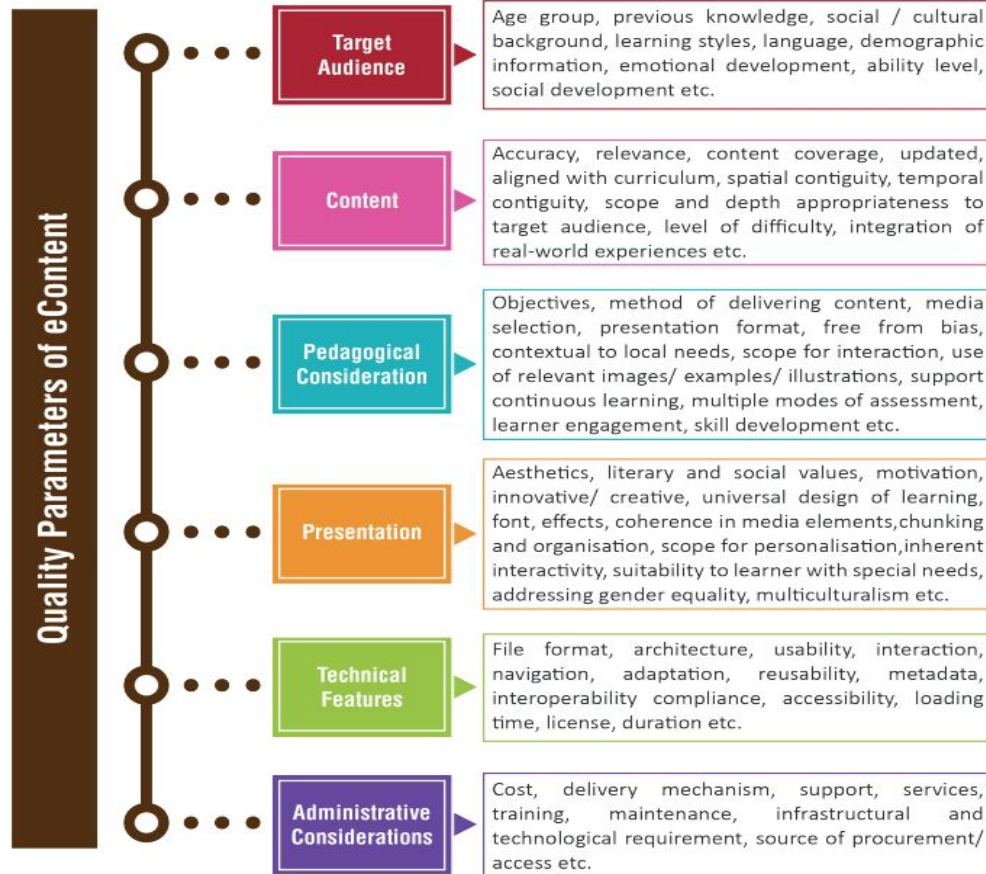 Quality Parameters of eContent
Target
Audience
Age group, previous knowledge, social / cultural
background, learning styles, language, demographic
information, emotional development, ability level,
social development etc.
Content
Accuracy, relevance, content coverage, updated,
aligned with curriculum, spatial contiguity, temporal
contiguity, scope and depth appropriateness to
target audience, level of difficulty, integration of
real-world experiences etc.
Pedagogical
Consideration
Objectives, method of delivering content, media
selection, presentation format, free from bias,
contextual to local needs, scope for interaction, use
of relevant images/ examples/ illustrations, support
continuous learning, multiple modes of assessment,
learner engagement, skill development etc.
Presentation
Aesthetics, literary and social values, motivation,
innovative/ creative, universal design of learning,
font, effects, coherence in media elements,chunking
and organisation, scope for personalisation,inherent
interactivity, suitability to learner with special needs,
addressing gender equality, multiculturalism etc.
Technical
Features
File format, architecture, usability, interaction,
navigation, adaptation, reusability, metadata,
interoperability compliance, accessibility, loading
time, license, duration etc.
Administrative
Considerations
Cost, delivery mechanism, support, services,
training, maintenance, infrastructural and
technological requirement, source of procurement/
access etc.